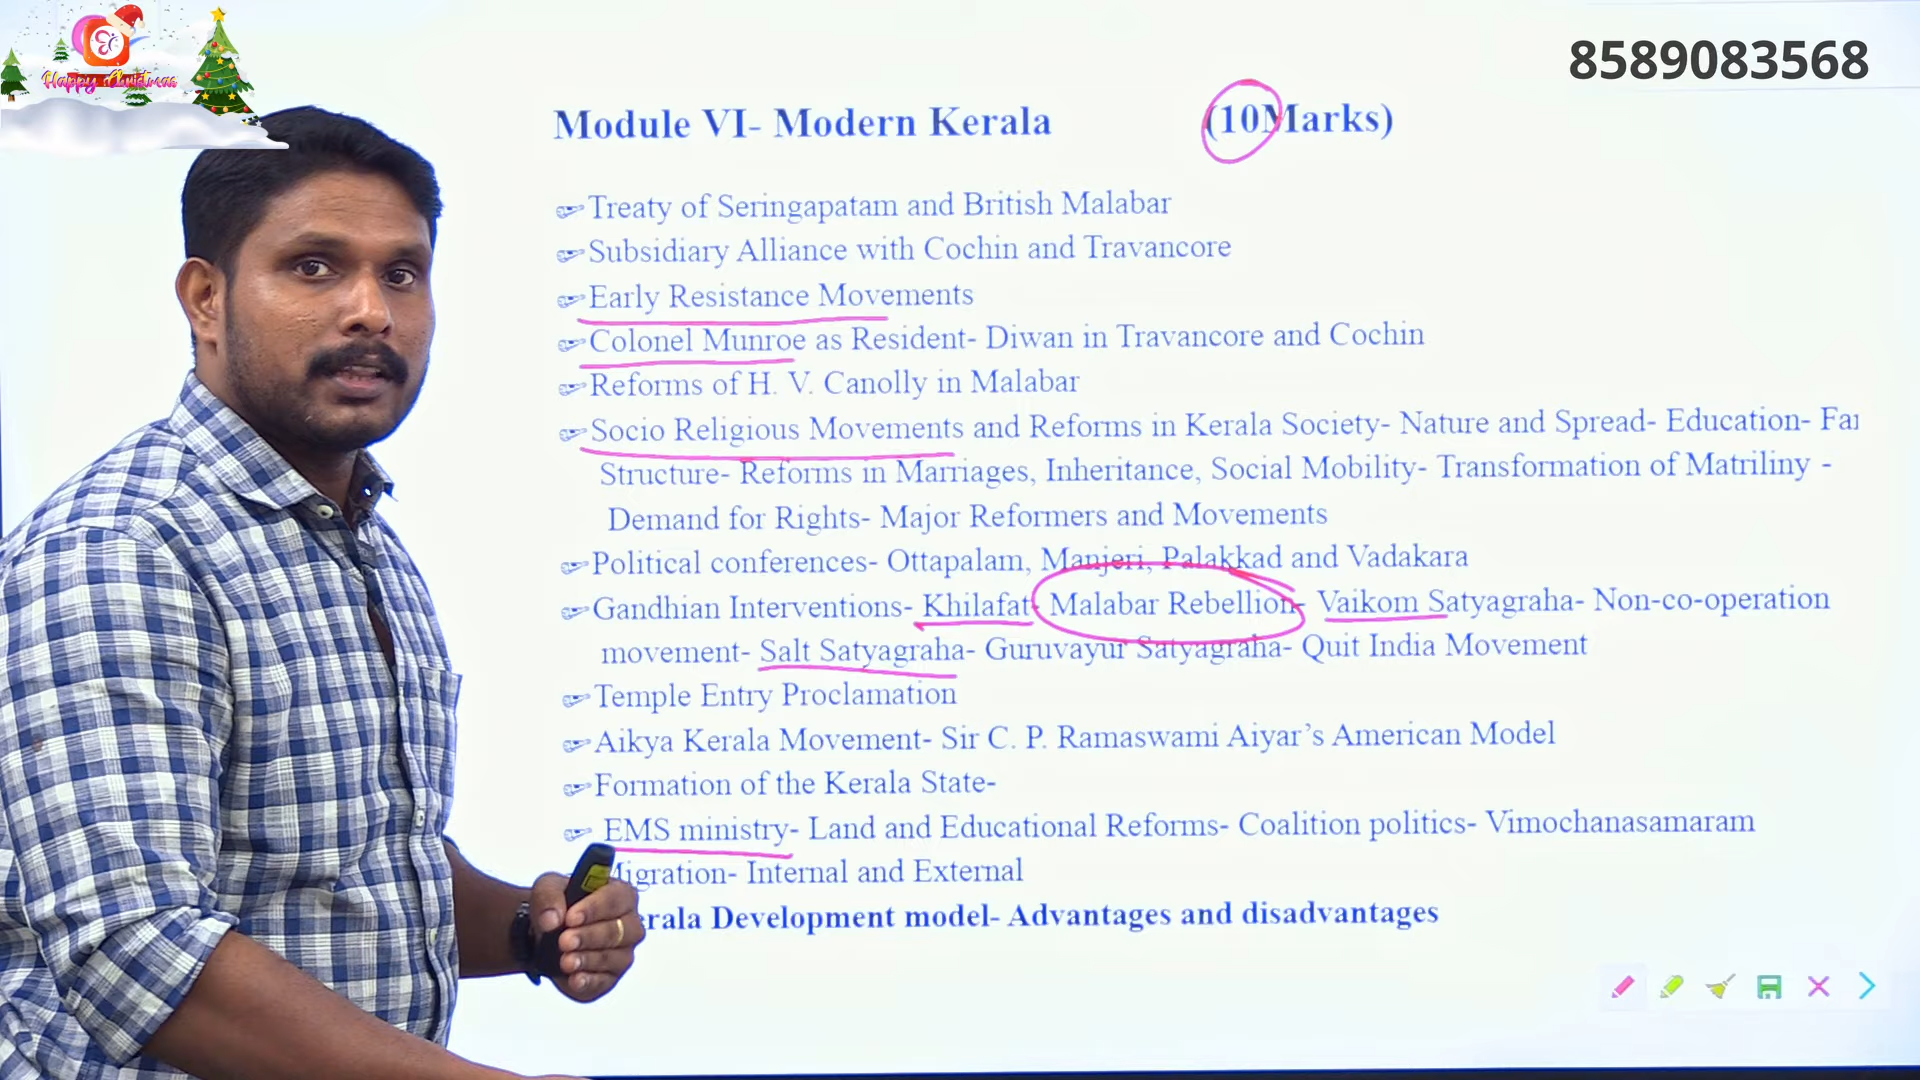 Happy Christmas
8589083568
Module VI- Modern Kerala (10Marks)
Treaty of Seringapatam and British Malabar
Subsidiary Alliance with Cochin and Travancore
Early Resistance Movements
Colonel Munroe as Resident- Diwan in Travancore and Cochin
Reforms of H. V. Canolly in Malabar
Socio Religious Movements and Reforms in Kerala Society- Nature and Spread- Education-
Structure- Reforms in Marriages, Inheritance, Social Mobility- Transformation of Matriliny -
Demand for Rights- Major Reformers and Movements
Political conferences- Ottapalam, Manjeri, Palakkad and Vadakara
Gandhian Interventions- Khilafat- Malabar Rebellion- Vaikom Satyagraha- Non-co-operation
movement- Salt Satyagraha- Guruvayur Satyagraha- Quit India Movement
Temple Entry Proclamation
Aikya Kerala Movement- Sir C. P. Ramaswami Aiyar's American Model
Formation of the Kerala State-
EMS ministry- Land and Educational Reforms- Coalition politics- Vimochanasamaram
Migration- Internal and External
erala Development model- Advantages and disadvantages